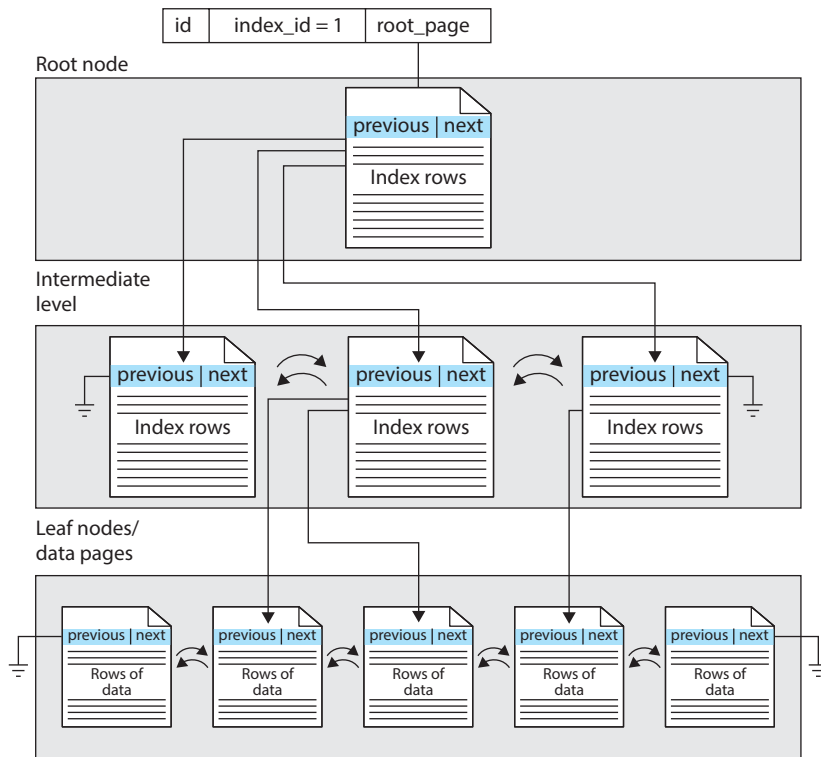 id index_id = 1 root_page
Root node
previous | next
Index rows
Intermediate
level
previous | next previous | next previous | next
Index rows Index rows Index rows
Leaf nodes/
data pages
previous | next previous | next previous | next previous | next previous | next
Rows of Rows of Rows of Rows of Rows of
data data data data data